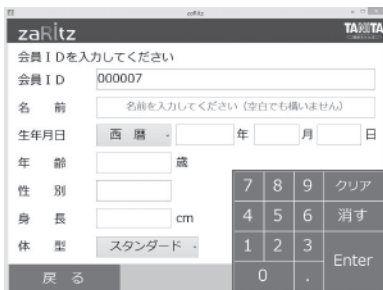 zaRitz
zaRitz
TANITA
会員IDを入力してください
会員ID 000007
名 前 名前を入力してください（空白でも構いません）
生年月日 西 暦 年 月 日
年 齢 歳
性 別
身 長 cm
体 型 スタンダード
7 8 9 クリア
4 5 6 消す
1 2 3 Enter
0 .
戻 る